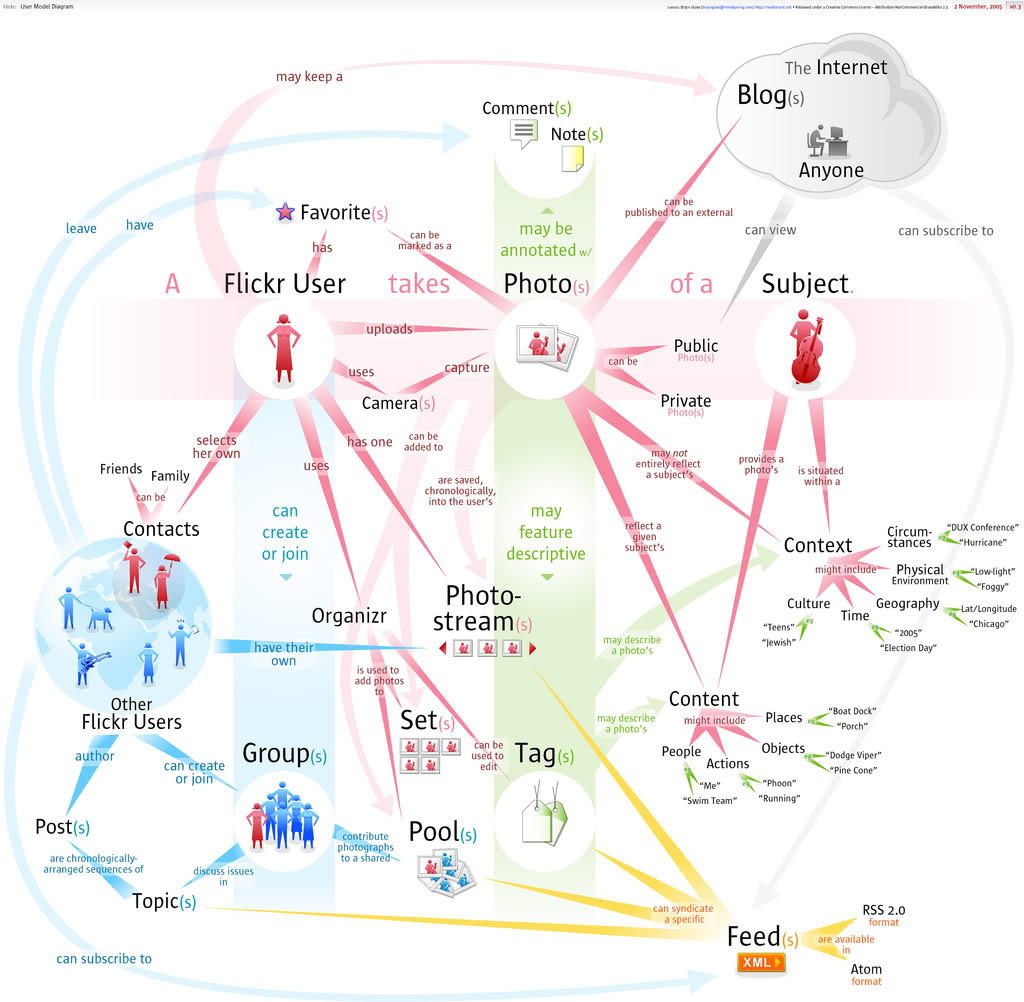 Flickr: User Model Diagram
2 November, 2005
v0.3
may keep a
The Internet
Blog(s)
Anyone
Comment(s)
Note(s)
leave
have
Favorite(s)
has
can be
marked as a
may be
annotated w/
can be
published to an external
can view
can subscribe to
A
Flickr User
takes
Photo(s)
of a
Subject.
uploads
uses
capture
Camera(s)
can be
Public
Photo(s)
Private
Photo(s)
selects
her own
uses
has one
can be
added to
are saved,
chronologically,
into the user's
may not
entirely reflect
a subject's
provides a
photo's
is situated
within a
Friends
Family
can be
Contacts
can
create
or join
may
feature
descriptive
reflect a
given
subject's
Context
might include
Circum-
stances
"DUX Conference"
eg
"Hurricane"
Physical
Environment
"Low-light"
eg
"Foggy"
Geography
Lat/Longitude
eg
"Chicago"
Culture
"Teens"
eg
"Jewish"
Time
eg
"2005"
"Election Day"
Organizr
Photo-
stream(s)
have their
own
may describe
a photo's
Other
Flickr Users
is used to
add photos
to
Set(s)
can be
used to
edit
Tag(s)
may describe
a photo's
Content
might include
Places
"Boat Dock"
eg
"Porch"
Objects
"Dodge Viper"
eg
"Pine Cone"
People
eg
"Me"
"Swim Team"
Actions
eg
"Phoon"
"Running"
author
can create
or join
Group(s)
Post(s)
are chronologically-
arranged sequences of
discuss issues
in
contribute
photographs
to a shared
Pool(s)
Topic(s)
can syndicate
a specific
Feed(s)
XML
are available
in
RSS 2.0
format
Atom
format
can subscribe to